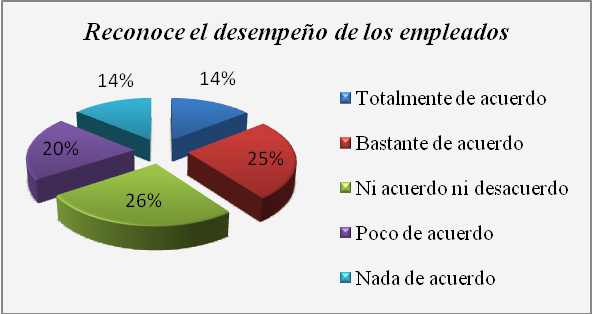 Reconoce el desempeño de los empleados
14%
14%
25%
26%
20%
Totalmente de acuerdo
Bastante de acuerdo
Ni acuerdo ni desacuerdo
Poco de acuerdo
Nada de acuerdo